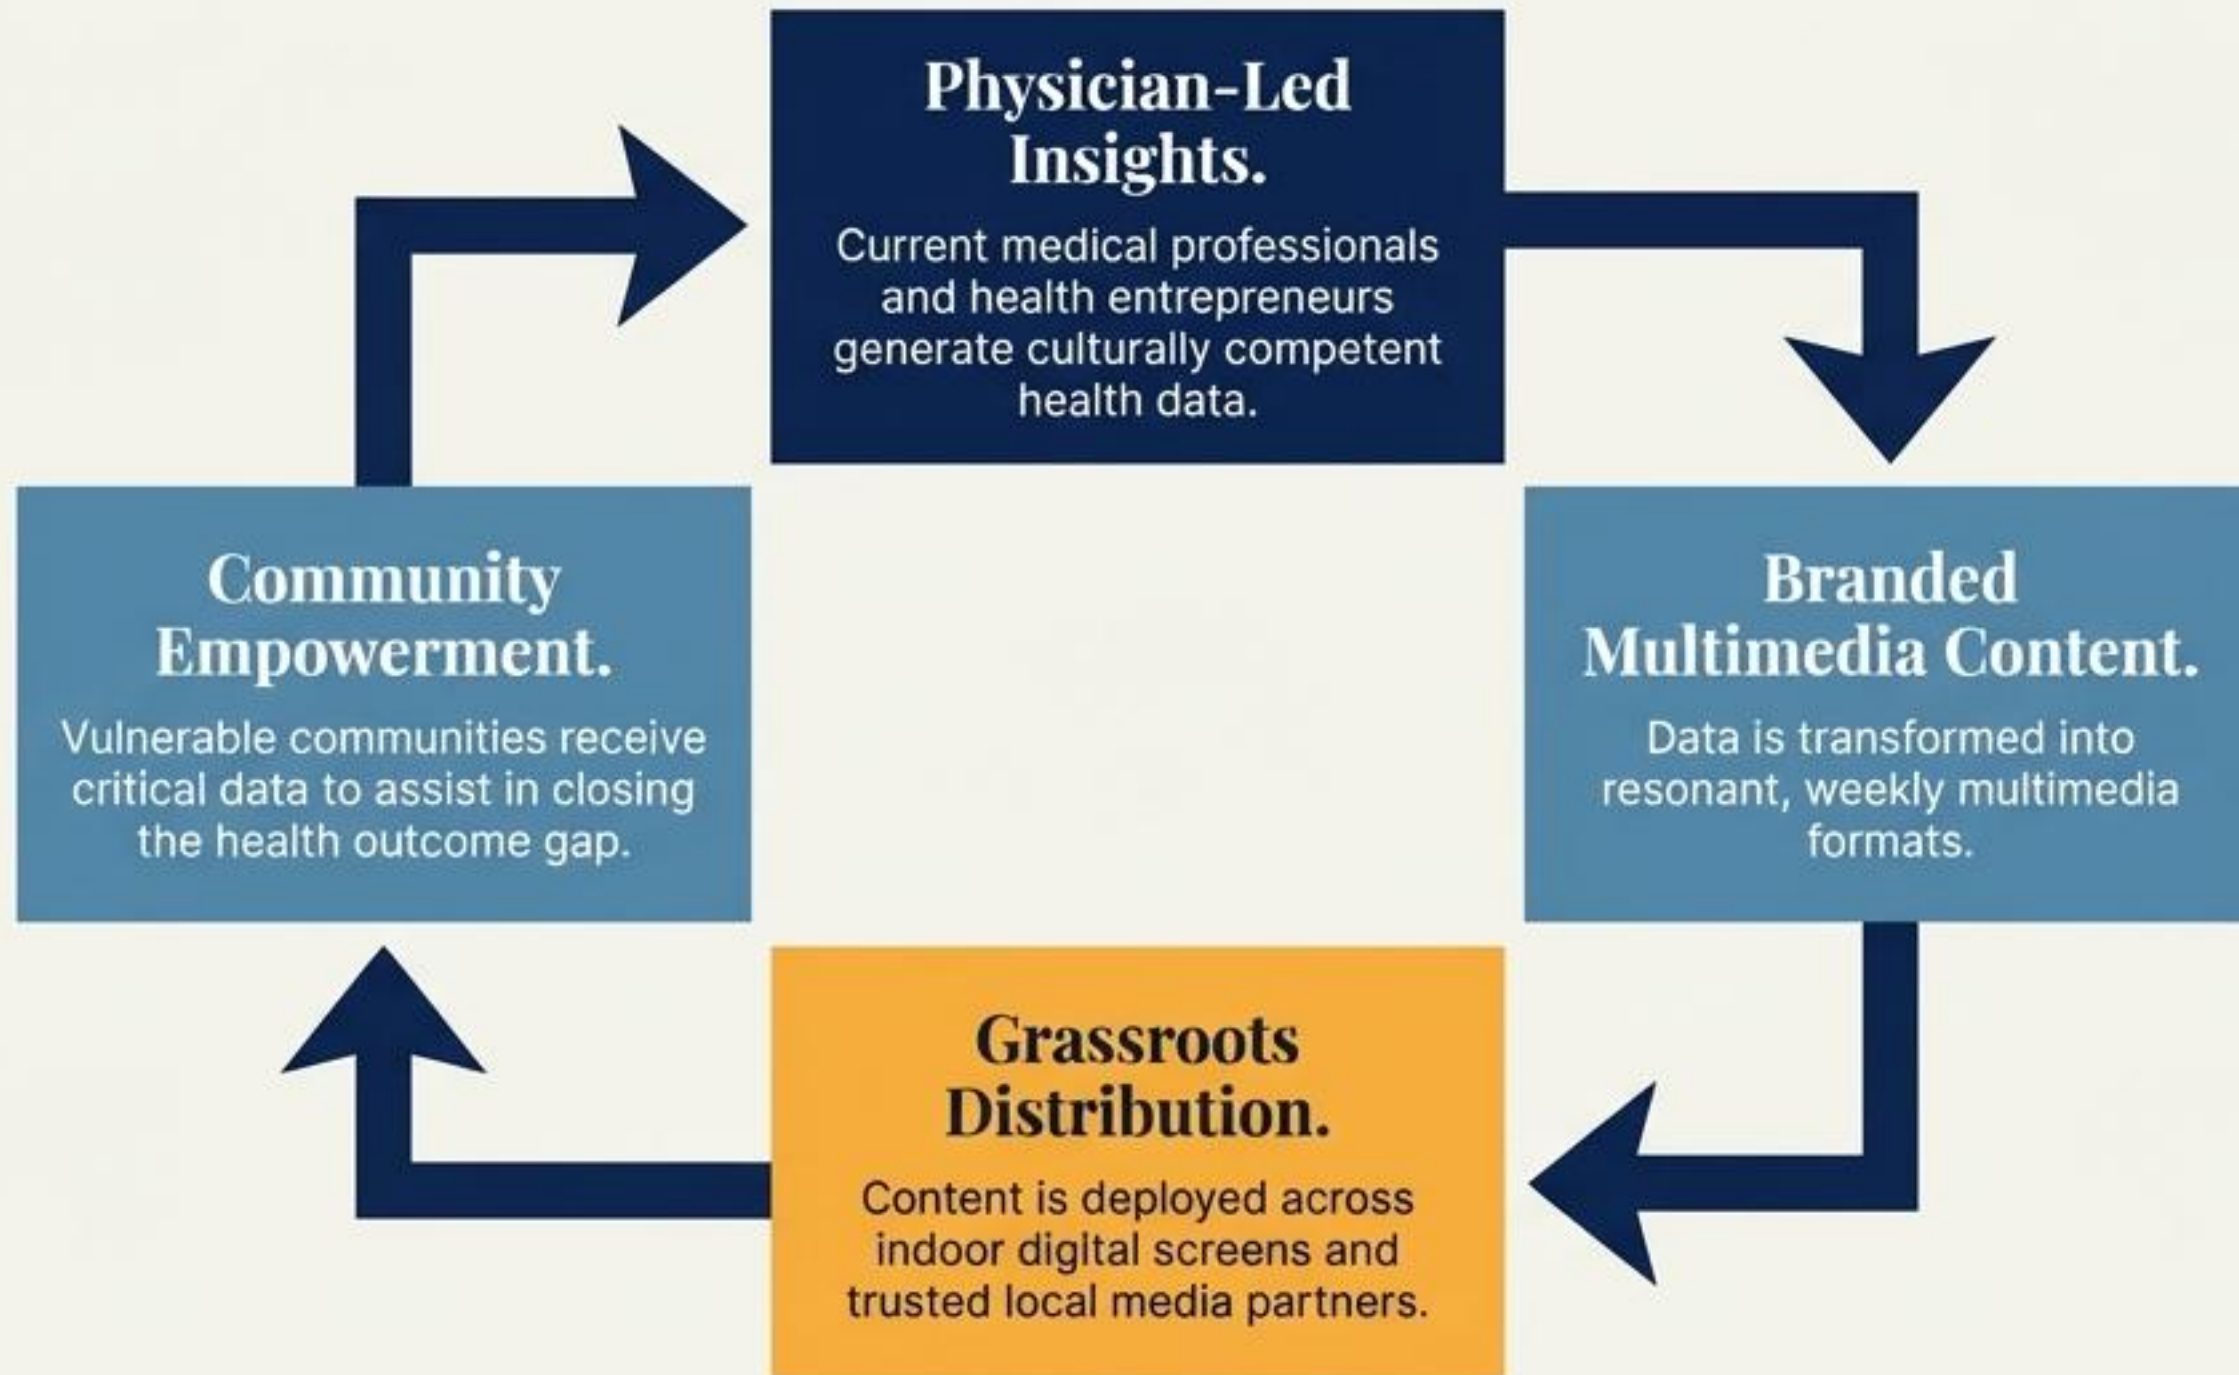 Physician-Led
Insights.
Current medical professionals
and health entrepreneurs
generate culturally competent
health data.
Branded
Multimedia Content.
Data is transformed into
resonant, weekly multimedia
formats.
Grassroots
Distribution.
Content is deployed across
indoor digital screens and
trusted local media partners.
Community
Empowerment.
Vulnerable communities receive
critical data to assist in closing
the health outcome gap.